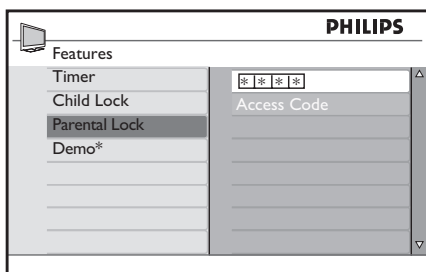 PHILIPS
Features
Timer
Child Lock
Parental Lock
Demo*
****
Access Code